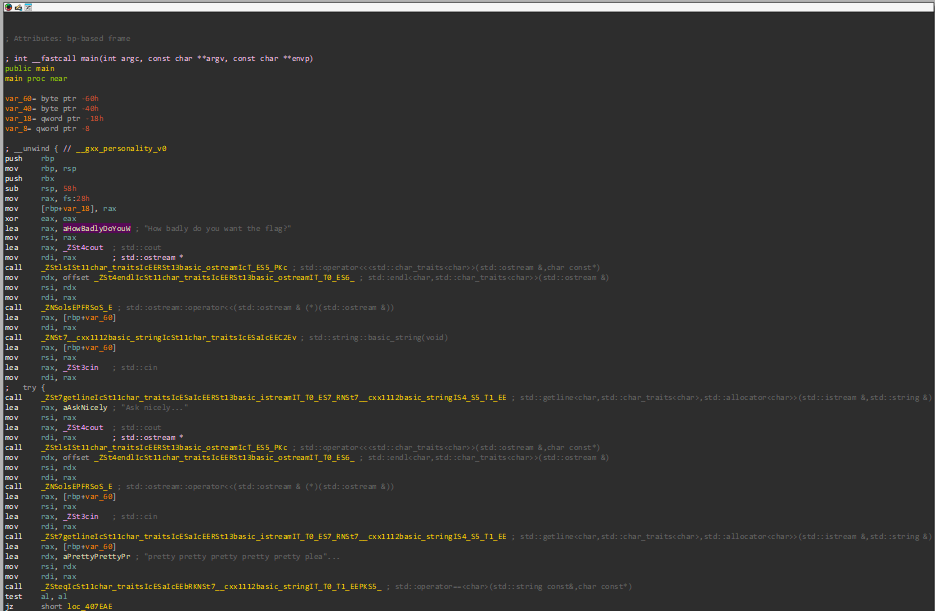 ; Attributes: bp-based frame
; int __fastcall main(int argc, const char **argv, const char **envp)
public main
main proc near
var_60= byte ptr -60h
var_40= byte ptr -40h
var_18= qword ptr -18h
var_8= qword ptr -8
; __unwind { // __gxx_personality_v0
push rbp
mov rbp, rsp
push rbx
sub rsp, 58h
mov rax, fs:28h
mov [rbp+var_18], rax
xor eax, eax
lea rax, aHowBadlyDoYouW ; "How badly do you want the flag?"
mov rsi, rax
lea rax, _ZSt4cout ; std::cout
mov rdi, rax ; std::ostream *
call _ZStlsISt11char_traitsIcEERSt13basic_ostreamIcT_ES5_PKc ; std::operator<<<std::char_traits<char>>(std::ostream &,char const*)
mov rdx, offset _ZSt4endlIcSt11char_traitsIcEERSt13basic_ostreamIT_T0_ES6_ ; std::endl<char,std::char_traits<char>>(std::ostream &)
mov rsi, rdx
mov rdi, rax
call _ZNSolsEPFRSoS_E ; std::ostream::operator<<(std::ostream & (*)(std::ostream &))
lea rax, [rbp+var_60]
mov rdi, rax
call _ZNSt7__cxx1112basic_stringIcSt11char_traitsIcESaIcEEC2Ev ; std::string::basic_string(void)
lea rax, [rbp+var_60]
mov rsi, rax
lea rax, _ZSt3cin ; std::cin
mov rdi, rax
; try {
call _ZSt7getlineIcSt11char_traitsIcESaIcEERSt13basic_istreamIT_T0_ES7_RNSt7__cxx1112basic_stringIS4_S5_T1_EE ; std::getline<char,std::char_traits<char>,std::allocator<char>>(std::istream &,std::string &)
lea rax, aAskNicely ; "Ask nicely..."
mov rsi, rax
lea rax, _ZSt4cout ; std::cout
mov rdi, rax ; std::ostream *
call _ZStlsISt11char_traitsIcEERSt13basic_ostreamIcT_ES5_PKc ; std::operator<<<std::char_traits<char>>(std::ostream &,char const*)
mov rdx, offset _ZSt4endlIcSt11char_traitsIcEERSt13basic_ostreamIT_T0_ES6_ ; std::endl<char,std::char_traits<char>>(std::ostream &)
mov rsi, rdx
mov rdi, rax
call _ZNSolsEPFRSoS_E ; std::ostream::operator<<(std::ostream & (*)(std::ostream &))
lea rax, [rbp+var_60]
mov rsi, rax
lea rax, _ZSt3cin ; std::cin
mov rdi, rax
call _ZSt7getlineIcSt11char_traitsIcESaIcEERSt13basic_istreamIT_T0_ES7_RNSt7__cxx1112basic_stringIS4_S5_T1_EE ; std::getline<char,std::char_traits<char>,std::allocator<char>>(std::istream &,std::string &)
lea rax, [rbp+var_60]
lea rdx, aPrettyPrettyPr ; "pretty pretty pretty pretty pretty plea"...
mov rsi, rdx
mov rdi, rax
call _ZSteqIcSt11char_traitsIcESaIcEEbRKNSt7__cxx1112basic_stringIT_T0_T1_EEPKS5_ ; std::operator==<char>(std::string const&,char const*)
test al, al
jz short loc_407EAE